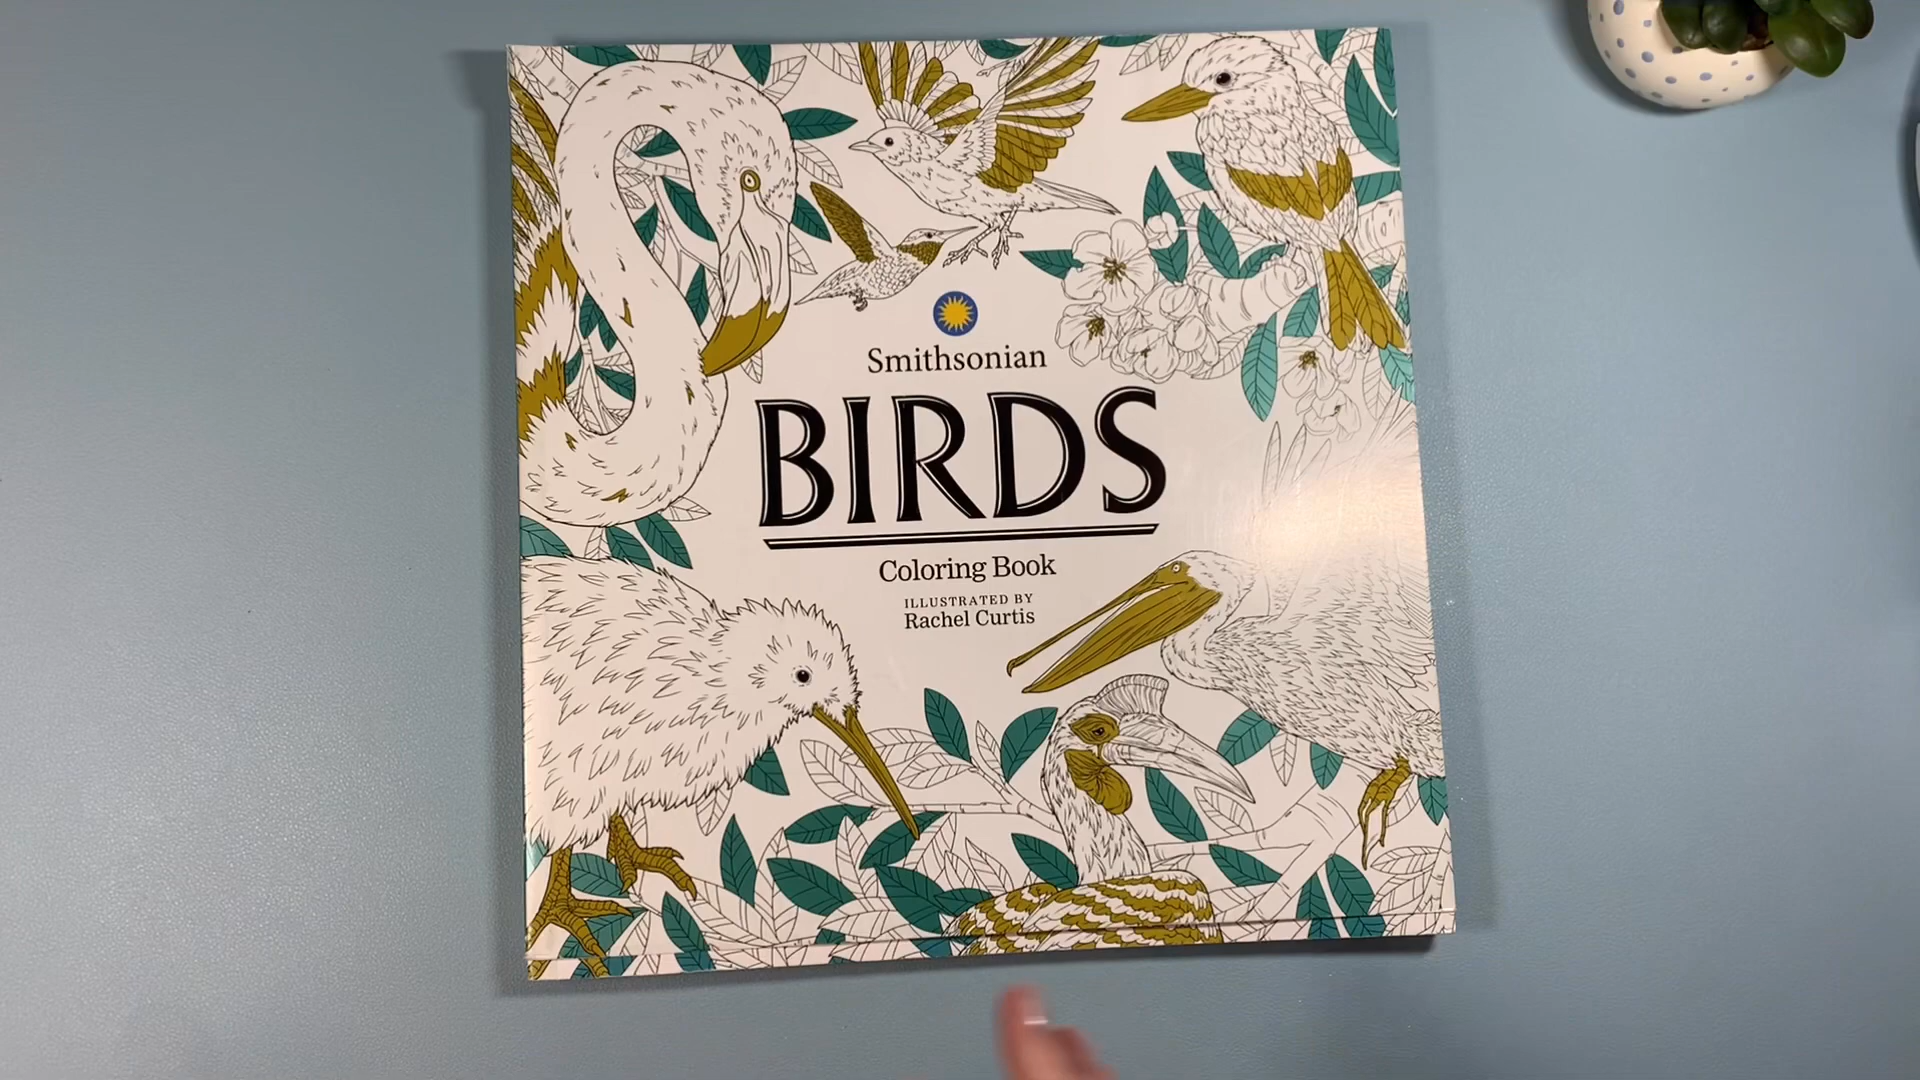 Smithsonian
BIRDS
Coloring Book
ILLUSTRATED BY
Rachel Curtis